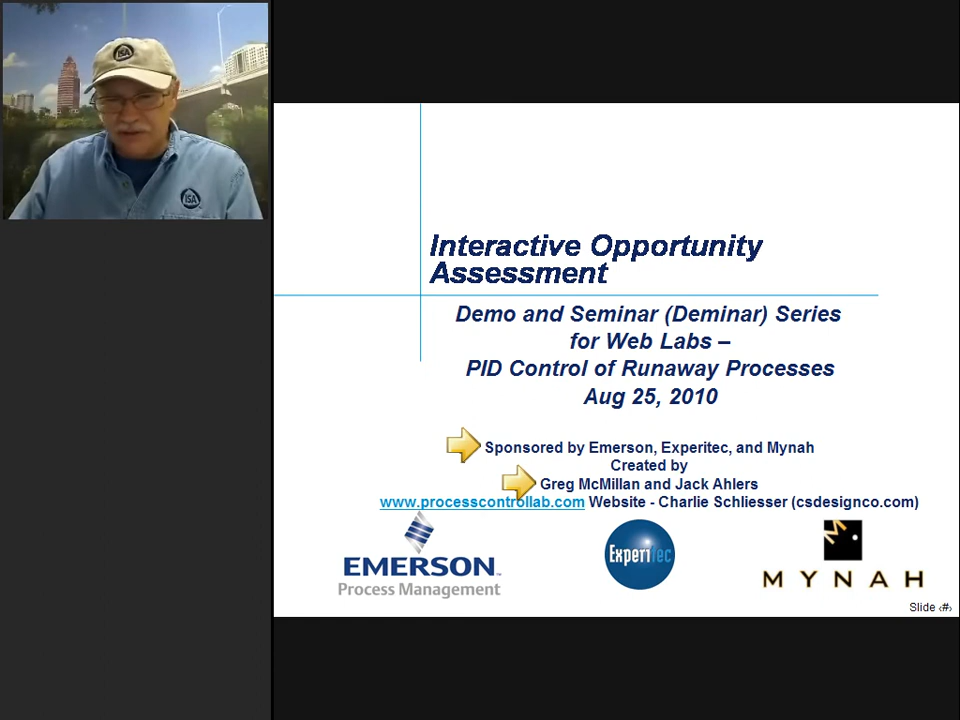 ISA
ISA
Interactive Opportunity
Assessment
Demo and Seminar (Deminar) Series
for Web Labs –
PID Control of Runaway Processes
Aug 25, 2010
Sponsored by Emerson, Experitec, and Mynah
Created by
Greg McMillan and Jack Ahlers
www.processcontrollab.com Website - Charlie Schliesser (csdesignco.com)
EMERSON
Process Management
Experitec
MYNAH
Slide ‹#›